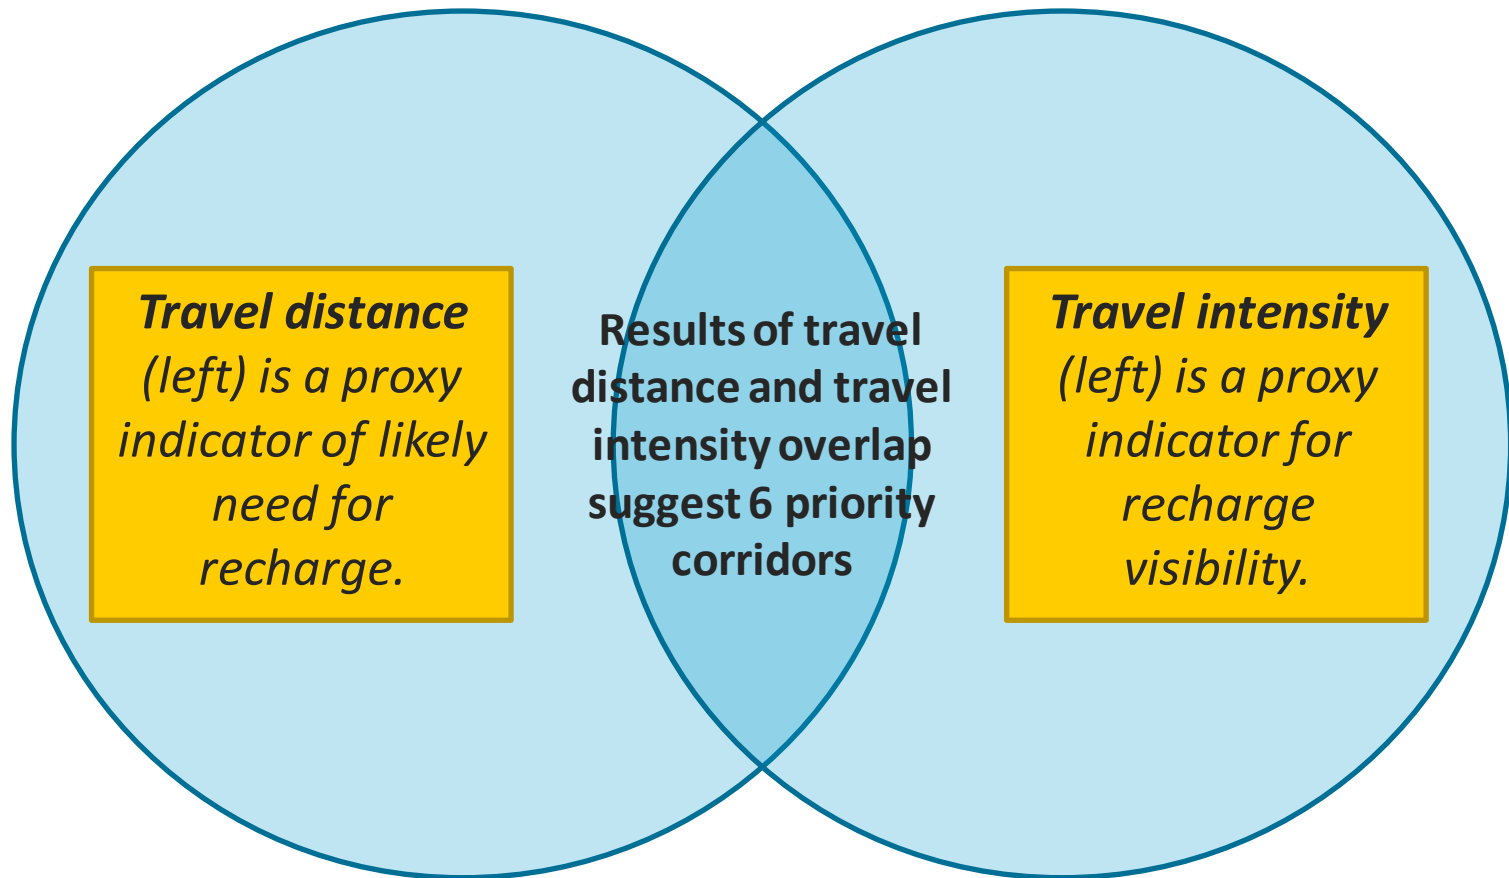 Travel distance
(left) is a proxy
indicator of likely
need for
recharge.
Results of travel
distance and travel
intensity overlap
suggest 6 priority
corridors
Travel intensity
(left) is a proxy
indicator for
recharge
visibility.